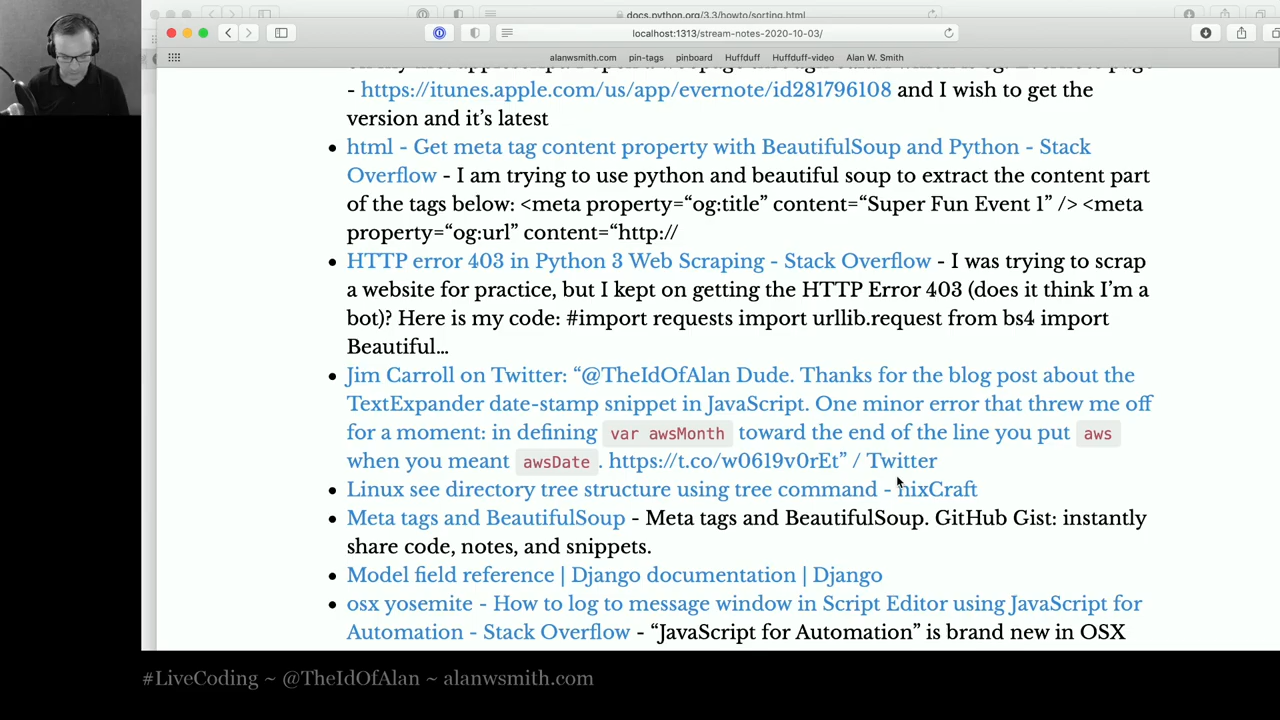 docs.python.org/3.3/howto/sorting.html
localhost:1313/stream-notes-2020-10-03/
alanwsmith.com pin-tags pinboard Huffduff Huffduff-video Alan W. Smith
- https://itunes.apple.com/us/app/evernote/id281796108 and I wish to get the
version and it’s latest
html - Get meta tag content property with BeautifulSoup and Python - Stack
Overflow - I am trying to use python and beautiful soup to extract the content part
of the tags below: <meta property=“og:title” content=“Super Fun Event 1” /> <meta
property=“og:url” content=“http://
HTTP error 403 in Python 3 Web Scraping - Stack Overflow - I was trying to scrap
a website for practice, but I kept on getting the HTTP Error 403 (does it think I’m a
bot)? Here is my code: #import requests import urllib.request from bs4 import
Beautiful…
Jim Carroll on Twitter: “@TheIdOfAlan Dude. Thanks for the blog post about the
TextExpander date-stamp snippet in JavaScript. One minor error that threw me off
for a moment: in defining var awsMonth toward the end of the line you put aws
when you meant awsDate. https://t.co/w0619v0rEt” / Twitter
Linux see directory tree structure using tree command - nixCraft
Meta tags and BeautifulSoup - Meta tags and BeautifulSoup. GitHub Gist: instantly
share code, notes, and snippets.
Model field reference | Django documentation | Django
osx yosemite - How to log to message window in Script Editor using JavaScript for
Automation - Stack Overflow - “JavaScript for Automation” is brand new in OSX
#LiveCoding ~ @TheIdOfAlan ~ alanwsmith.com